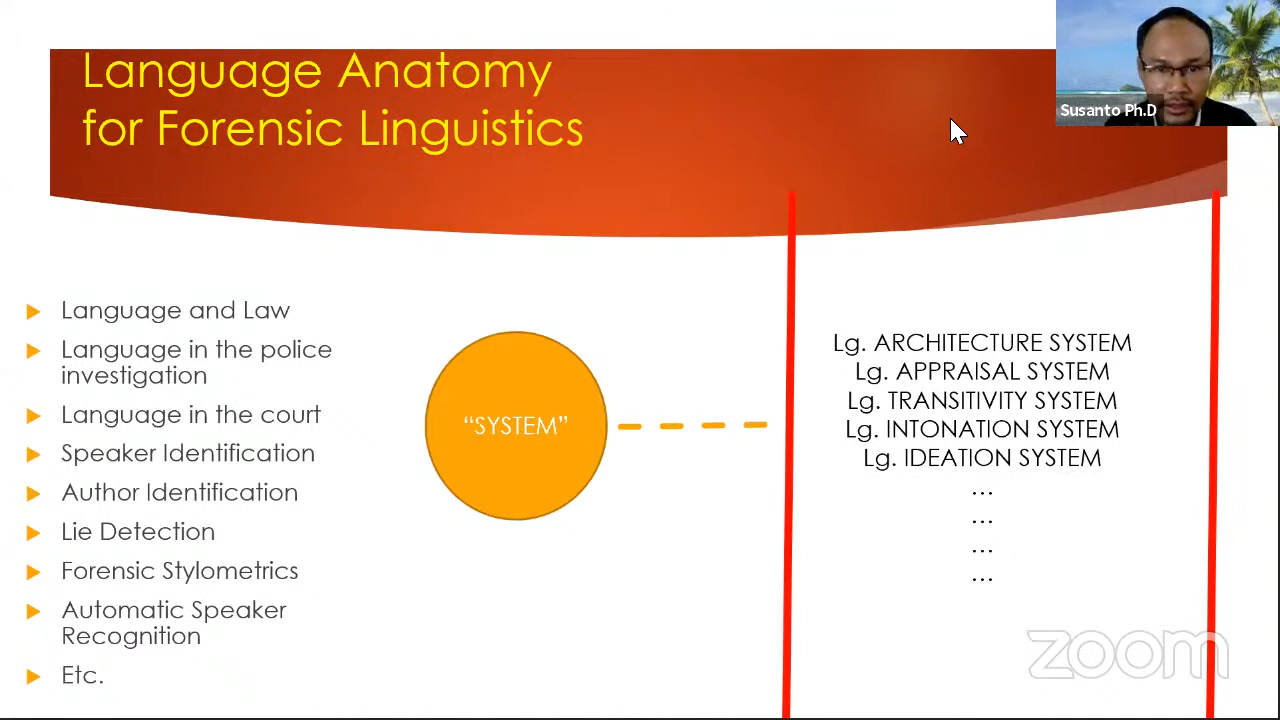 Language Anatomy
for Forensic Linguistics
Susanto Ph.D
Language and Law
Language in the police
investigation
Language in the court
Speaker Identification
Author Identification
Lie Detection
Forensic Stylometrics
Automatic Speaker
Recognition
Etc.
“SYSTEM”
Lg. ARCHITECTURE SYSTEM
Lg. APPRAISAL SYSTEM
Lg. TRANSITIVITY SYSTEM
Lg. INTONATION SYSTEM
Lg. IDEATION SYSTEM
…
…
…
…
zoom